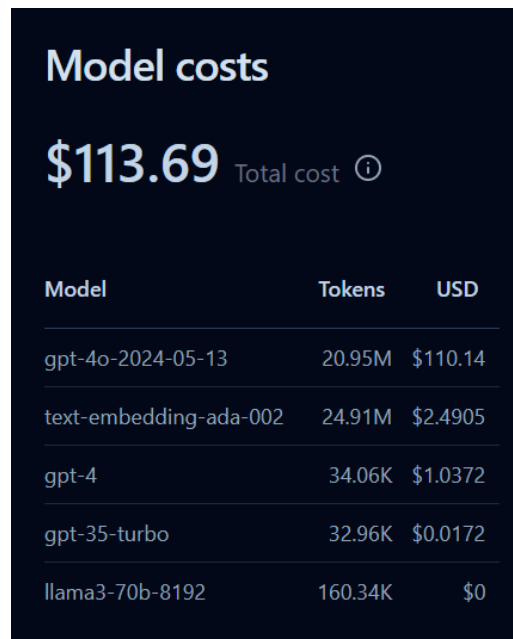 Model costs
$113.69 Total cost
Model Tokens USD
gpt-4o-2024-05-13 20.95M $110.14
text-embedding-ada-002 24.91M $2.4905
gpt-4 34.06K $1.0372
gpt-35-turbo 32.96K $0.0172
llama3-70b-8192 160.34K $0